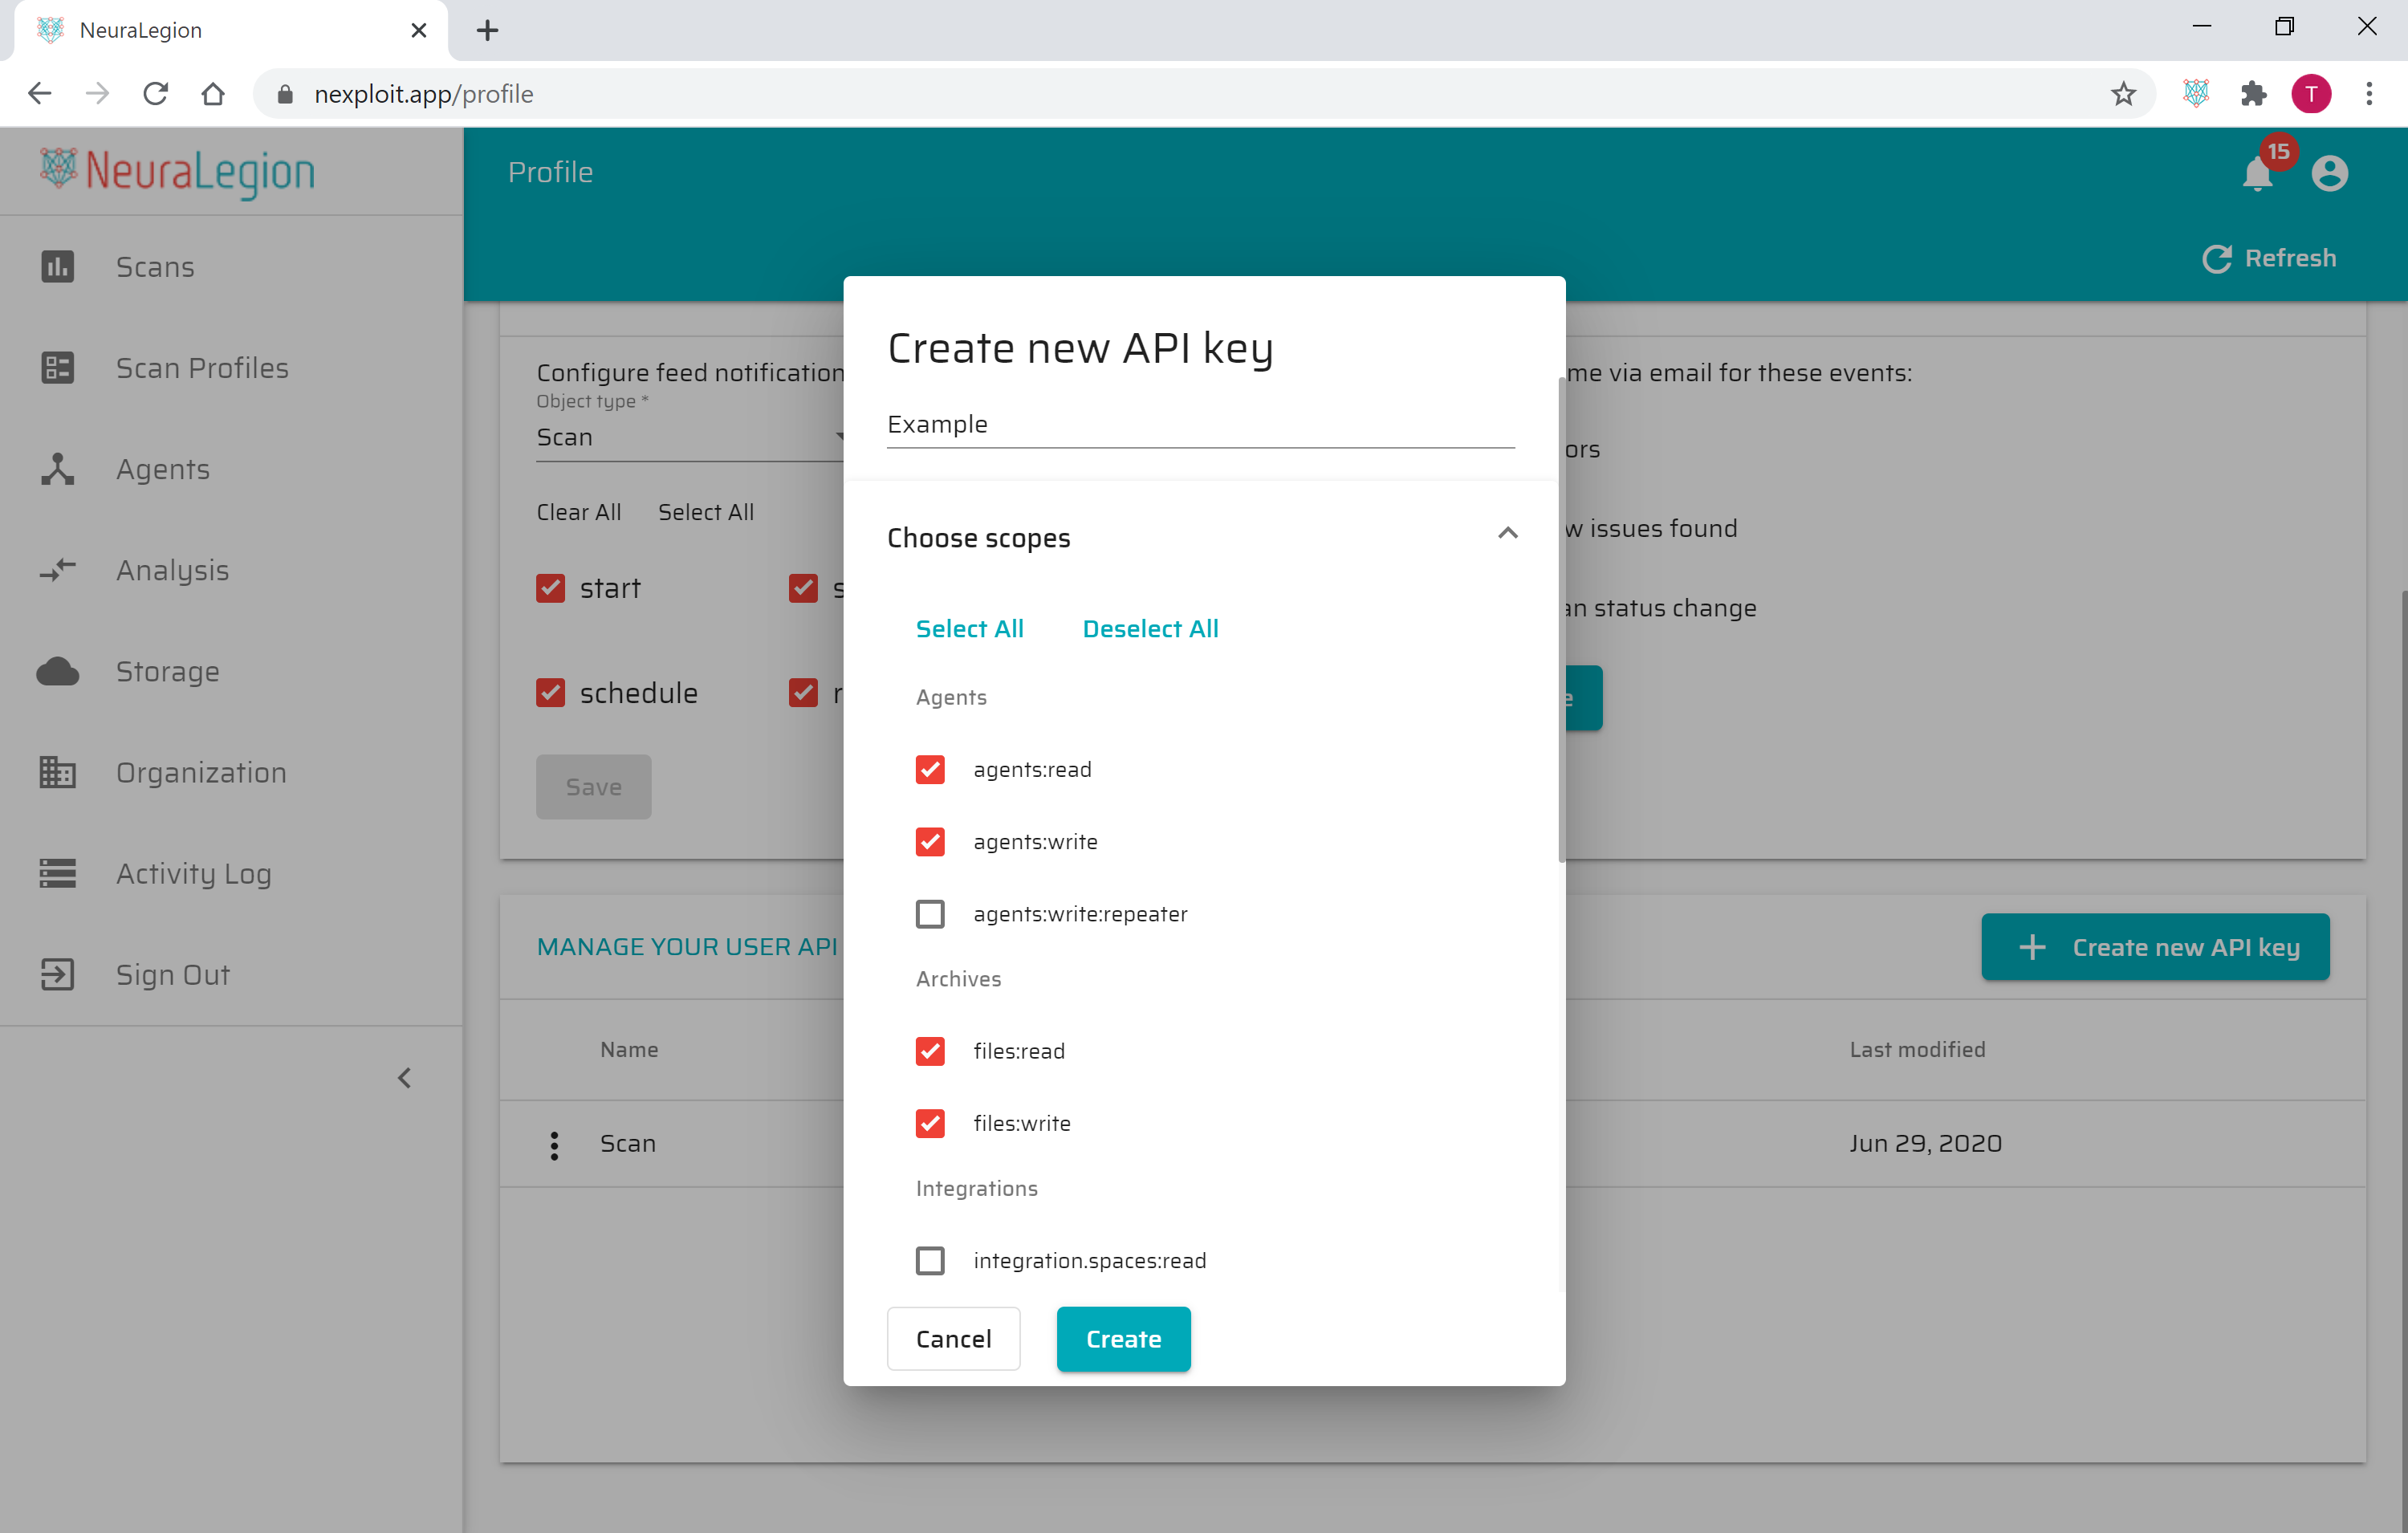 NeuraLegion
nexploit.app/profile
T
NeuraLegion
Profile
15
Refresh
Scans
Scan Profiles
Agents
Analysis
Storage
Organization
Activity Log
Sign Out
Configure feed notification
Object type *
Scan
Clear All Select All
start
schedule
Save
me via email for these events:
ors
w issues found
an status change
MANAGE YOUR USER API
Create new API key
Name
Last modified
Scan
Jun 29, 2020
Create new API key
Example
Choose scopes
Select All Deselect All
Agents
agents:read
agents:write
agents:write:repeater
Archives
files:read
files:write
Integrations
integration.spaces:read
Cancel Create